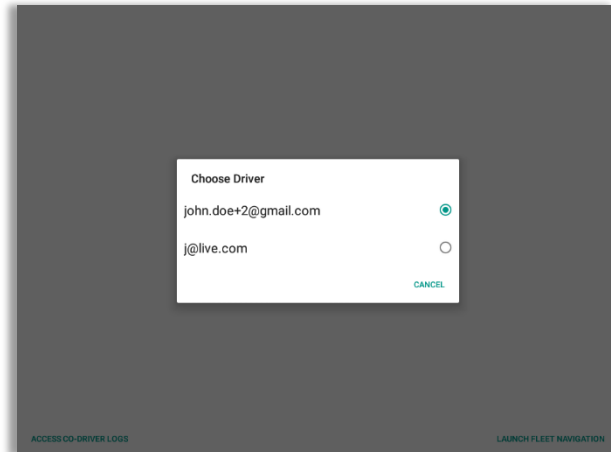 Choose Driver
john.doe+2@gmail.com
j@live.com
CANCEL
ACCESS CO-DRIVER LOGS
LAUNCH FLEET NAVIGATION